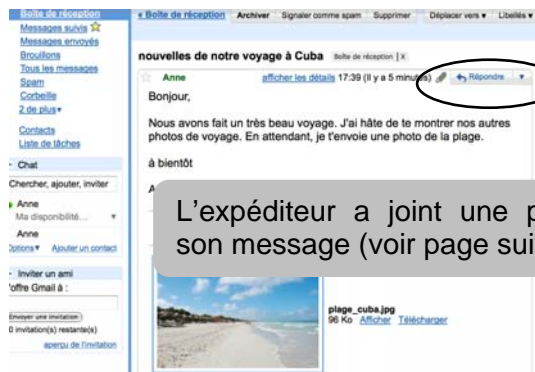 Boîte de réception
Messages suivis
Messages envoyés
Brouillons
Tous les messages
Spam
Corbeille
2 de plus▾
Contacts
Liste de tâches
Chat
Chercher, ajouter, inviter
Anne
Ma disponibilité... ▾
Anne
Options▾ Ajouter un contact
Inviter un ami
offre Gmail à :
Envoyer une invitation
0 invitation(s) restante(s)
aperçu de l'invitation
« Boîte de réception Archiver Signaler comme spam Supprimer Déplacer vers ▾ Libellés ▾
nouvelles de notre voyage à Cuba Boîte de réception | X
Anne afficher les détails 17:39 (Il y a 5 minutes) Répondre ▾
Bonjour,
Nous avons fait un très beau voyage. J'ai hâte de te montrer nos autres
photos de voyage. En attendant, je t'envoie une photo de la plage.
à bientôt
L'expéditeur a joint une
son message (voir page
plage_cuba.jpg
96 Ko Afficher Télécharger